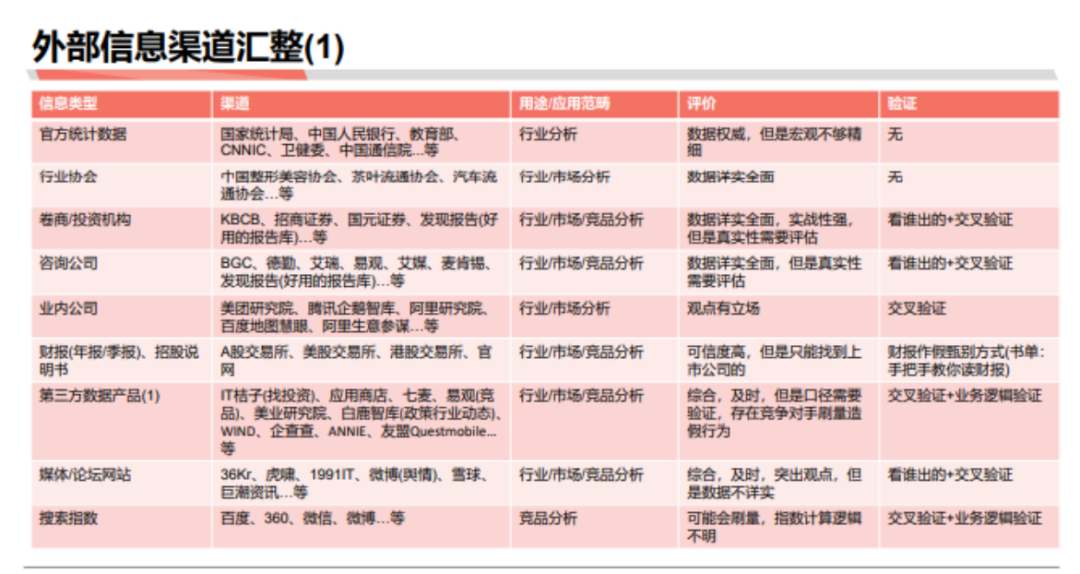 外部信息渠道汇整(1)
信息类型 渠道 用途/应用范畴 评价 验证
官方统计数据 国家统计局、中国人民银行、教育部、 行业分析 数据权威，但是宏观不够精 无
CNNIC、卫健委、中国通信院...等 细
行业协会 中国整形美容协会、茶叶流通协会、汽车流 行业/市场分析 数据详实全面 无
通协会...等
卷商/投资机构 KBCB、招商证券、国元证券、发现报告(好 行业/市场/竞品分析 数据详实全面，实战性强， 看谁出的+交叉验证
用的报告库)...等 但是真实性需要评估
咨询公司 BGC、德勤、艾瑞、易观、艾媒、麦肯锡、 行业/市场/竞品分析 数据详实全面，但是真实性 看谁出的+交叉验证
发现报告(好用的报告库)...等 需要评估
业内公司 美团研究院、腾讯企鹅智库、阿里研究院、 行业/市场分析 观点有立场 交叉验证
百度地图慧眼、阿里生意参谋...等
财报(年报/季报)、招股说 A股交易所、美股交易所、港股交易所、官 行业/市场/竞品分析 可信度高，但是只能找到上 财报作假甄别方式(书单：
明书 网 市公司的 手把手教你读财报)
第三方数据产品(1) IT桔子(找投资)、应用商店、七麦、易观(竞 行业/市场/竞品分析 综合，及时，但是口径需要 交叉验证+业务逻辑验证
品)、美业研究院、白鹿智库(政策行业动态)、 验证，存在竞争对手刷量造
WIND、企查查、ANNIE、友盟Questmobile... 假行为
等
媒体/论坛网站 36Kr、虎嗅、1991IT、微博(舆情)、雪球、 行业/市场/竞品分析 综合，及时，突出观点，但 看谁出的+交叉验证
巨潮资讯...等 是数据不详实
搜索指数 百度、360、微信、微博...等 竞品分析 可能会刷量，指数计算逻辑 交叉验证+业务逻辑验证
不明